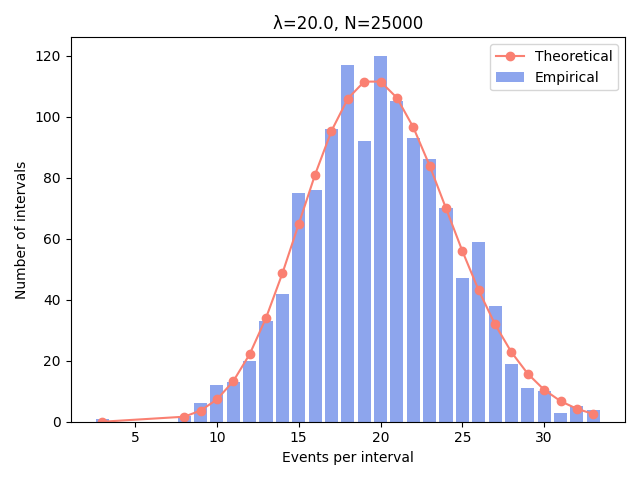 λ=20.0, N=25000
Theoretical
Empirical
Number of intervals
120
100
80
60
40
20
0
5 10 15 20 25 30
Events per interval